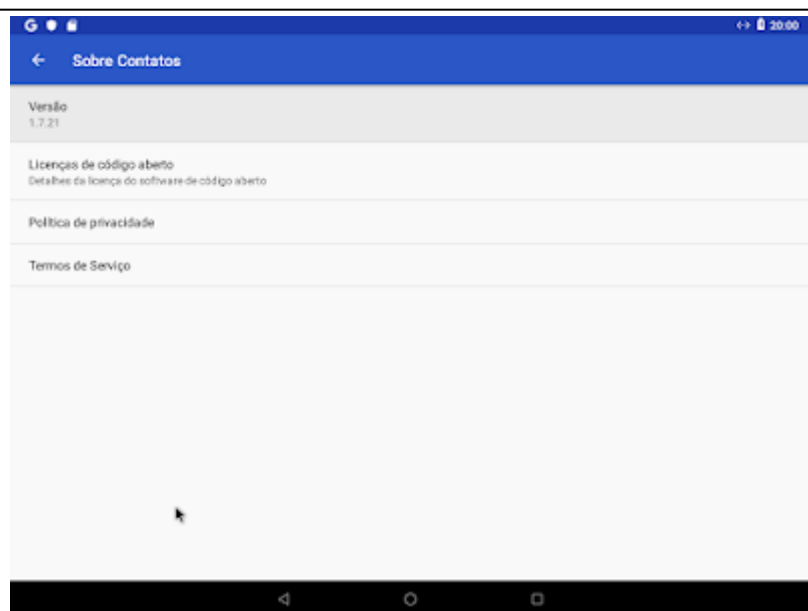 G
20:00
Sobre Contatos
Versão
1.7.21
Licenças de código aberto
Detalhes da licença do software de código aberto
Política de privacidade
Termos de Serviço